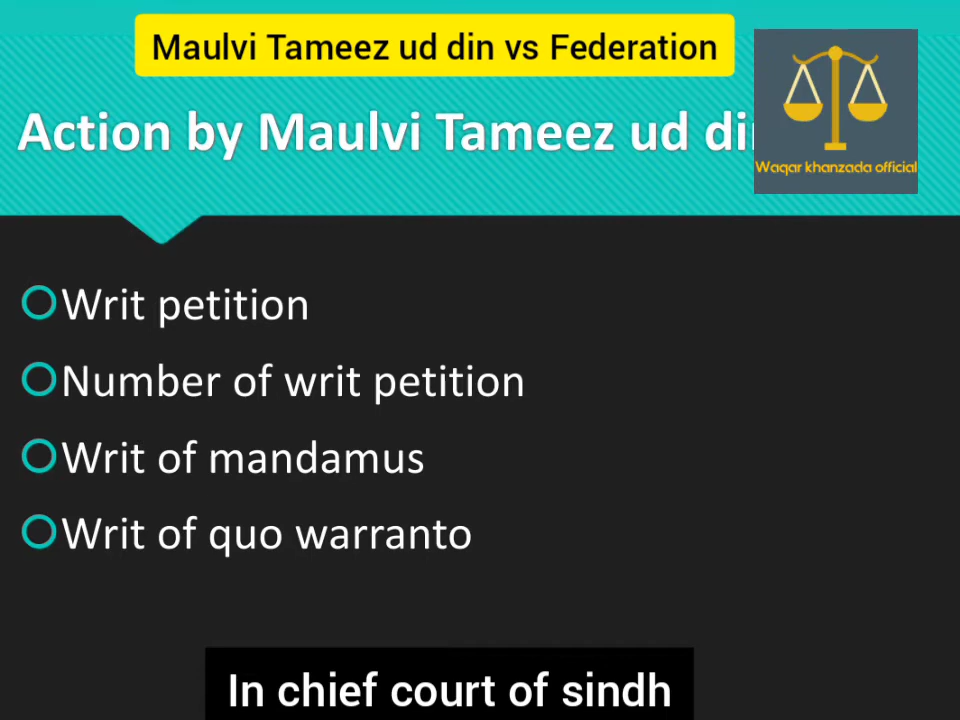 Maulvi Tameez ud din vs Federation
Action by Maulvi Tameez ud
Waqar khanzada official
Writ petition
Number of writ petition
Writ of mandamus
Writ of quo warranto
In chief court of sindh